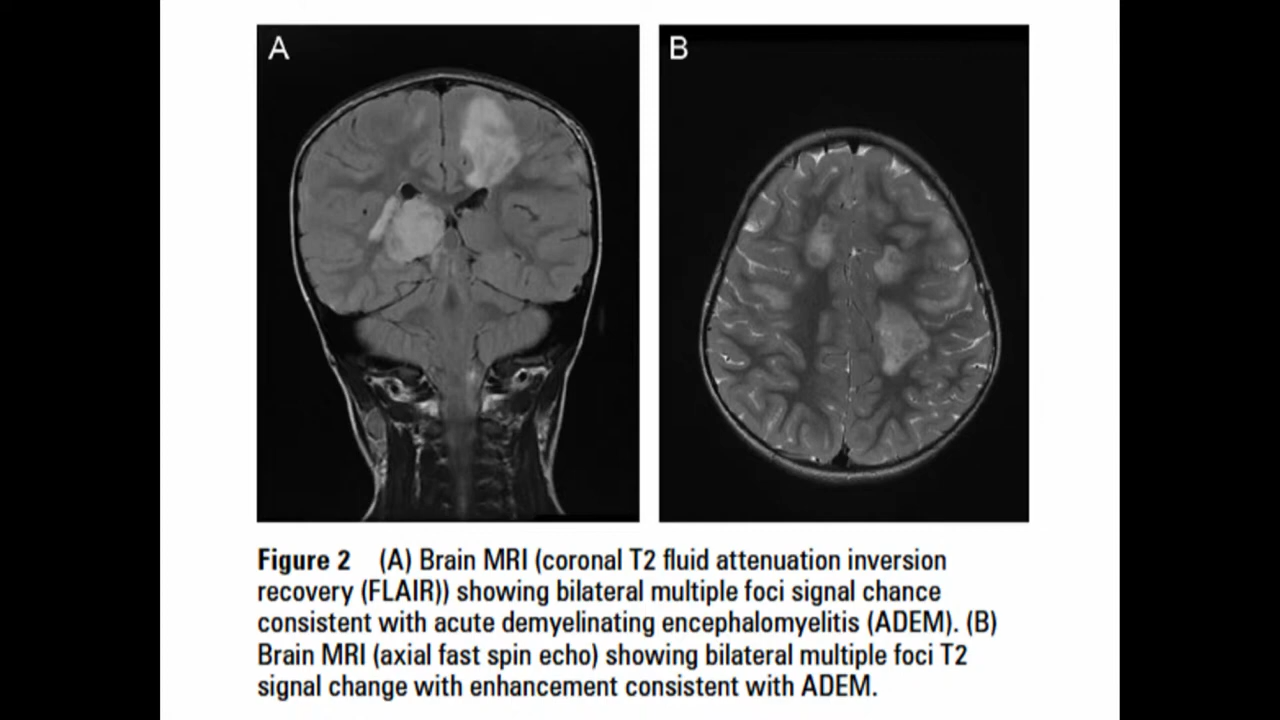 A
B
Figure 2 (A) Brain MRI (coronal T2 fluid attenuation inversion
recovery (FLAIR)) showing bilateral multiple foci signal chance
consistent with acute demyelinating encephalomyelitis (ADEM). (B)
Brain MRI (axial fast spin echo) showing bilateral multiple foci T2
signal change with enhancement consistent with ADEM.